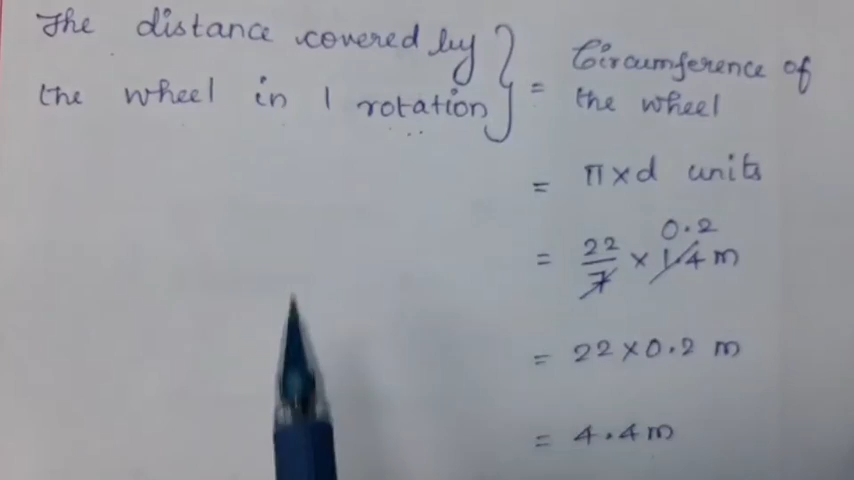 The distance covered by } = Circumference of
the wheel in 1 rotation } the wheel
= π×d units
0.2
= 22/7 × 1.4 m
= 22×0.2 m
= 4.4m